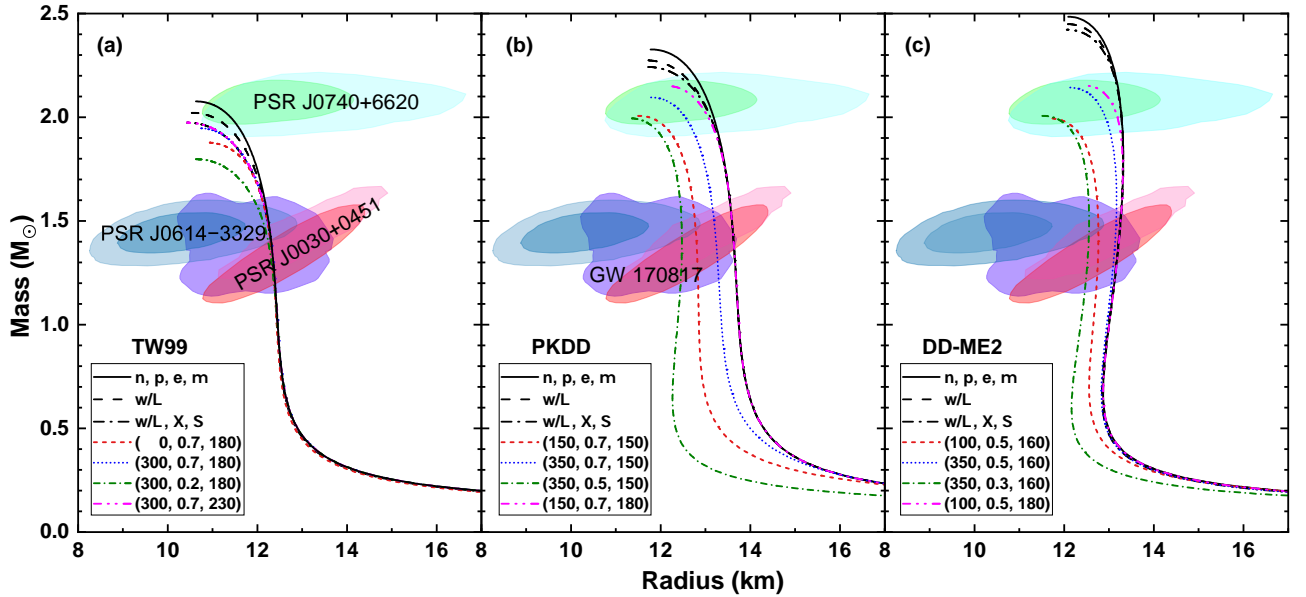 Mass (M⊙)
2.5
2.0
1.5
1.0
0.5
0.0
(a)
PSR J0740+6620
PSR J0614−3329
PSR J0030+0451
TW99
n, p, e, m
w/L
w/L, X, S
( 0, 0.7, 180)
(300, 0.7, 180)
(300, 0.2, 180)
(300, 0.7, 230)
8 10 12 14 16
(b)
GW 170817
PKDD
n, p, e, m
w/L
w/L, X, S
(150, 0.7, 150)
(350, 0.7, 150)
(350, 0.5, 150)
(150, 0.7, 180)
8 10 12 14 16
(c)
DD-ME2
n, p, e, m
w/L
w/L, X, S
(100, 0.5, 160)
(350, 0.5, 160)
(350, 0.3, 160)
(100, 0.5, 180)
8 10 12 14 16
Radius (km)